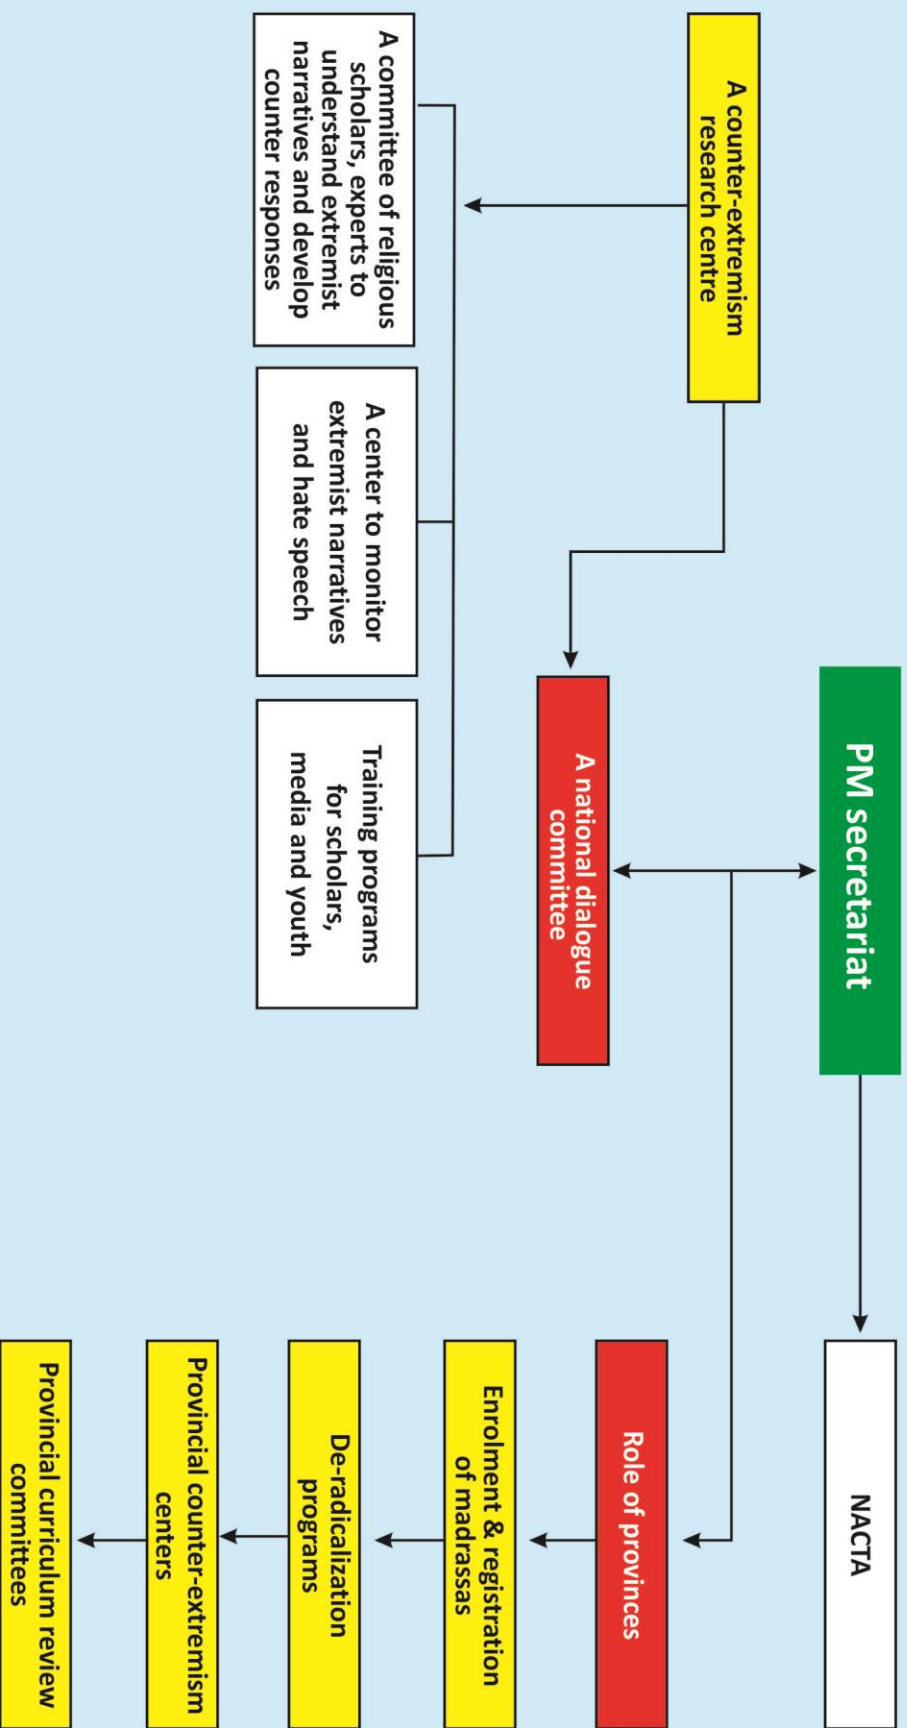 PM secretariat
NACTA
A counter-extremism
research centre
A national dialogue
committee
Role of provinces
A committee of religious
scholars, experts to
understand extremist
narratives and develop
counter responses
A center to monitor
extremist narratives
and hate speech
Training programs
for scholars,
media and youth
Enrolment & registration
of madrassas
De-radicalization
programs
Provincial counter-extremism
centers
Provincial curriculum review
committees